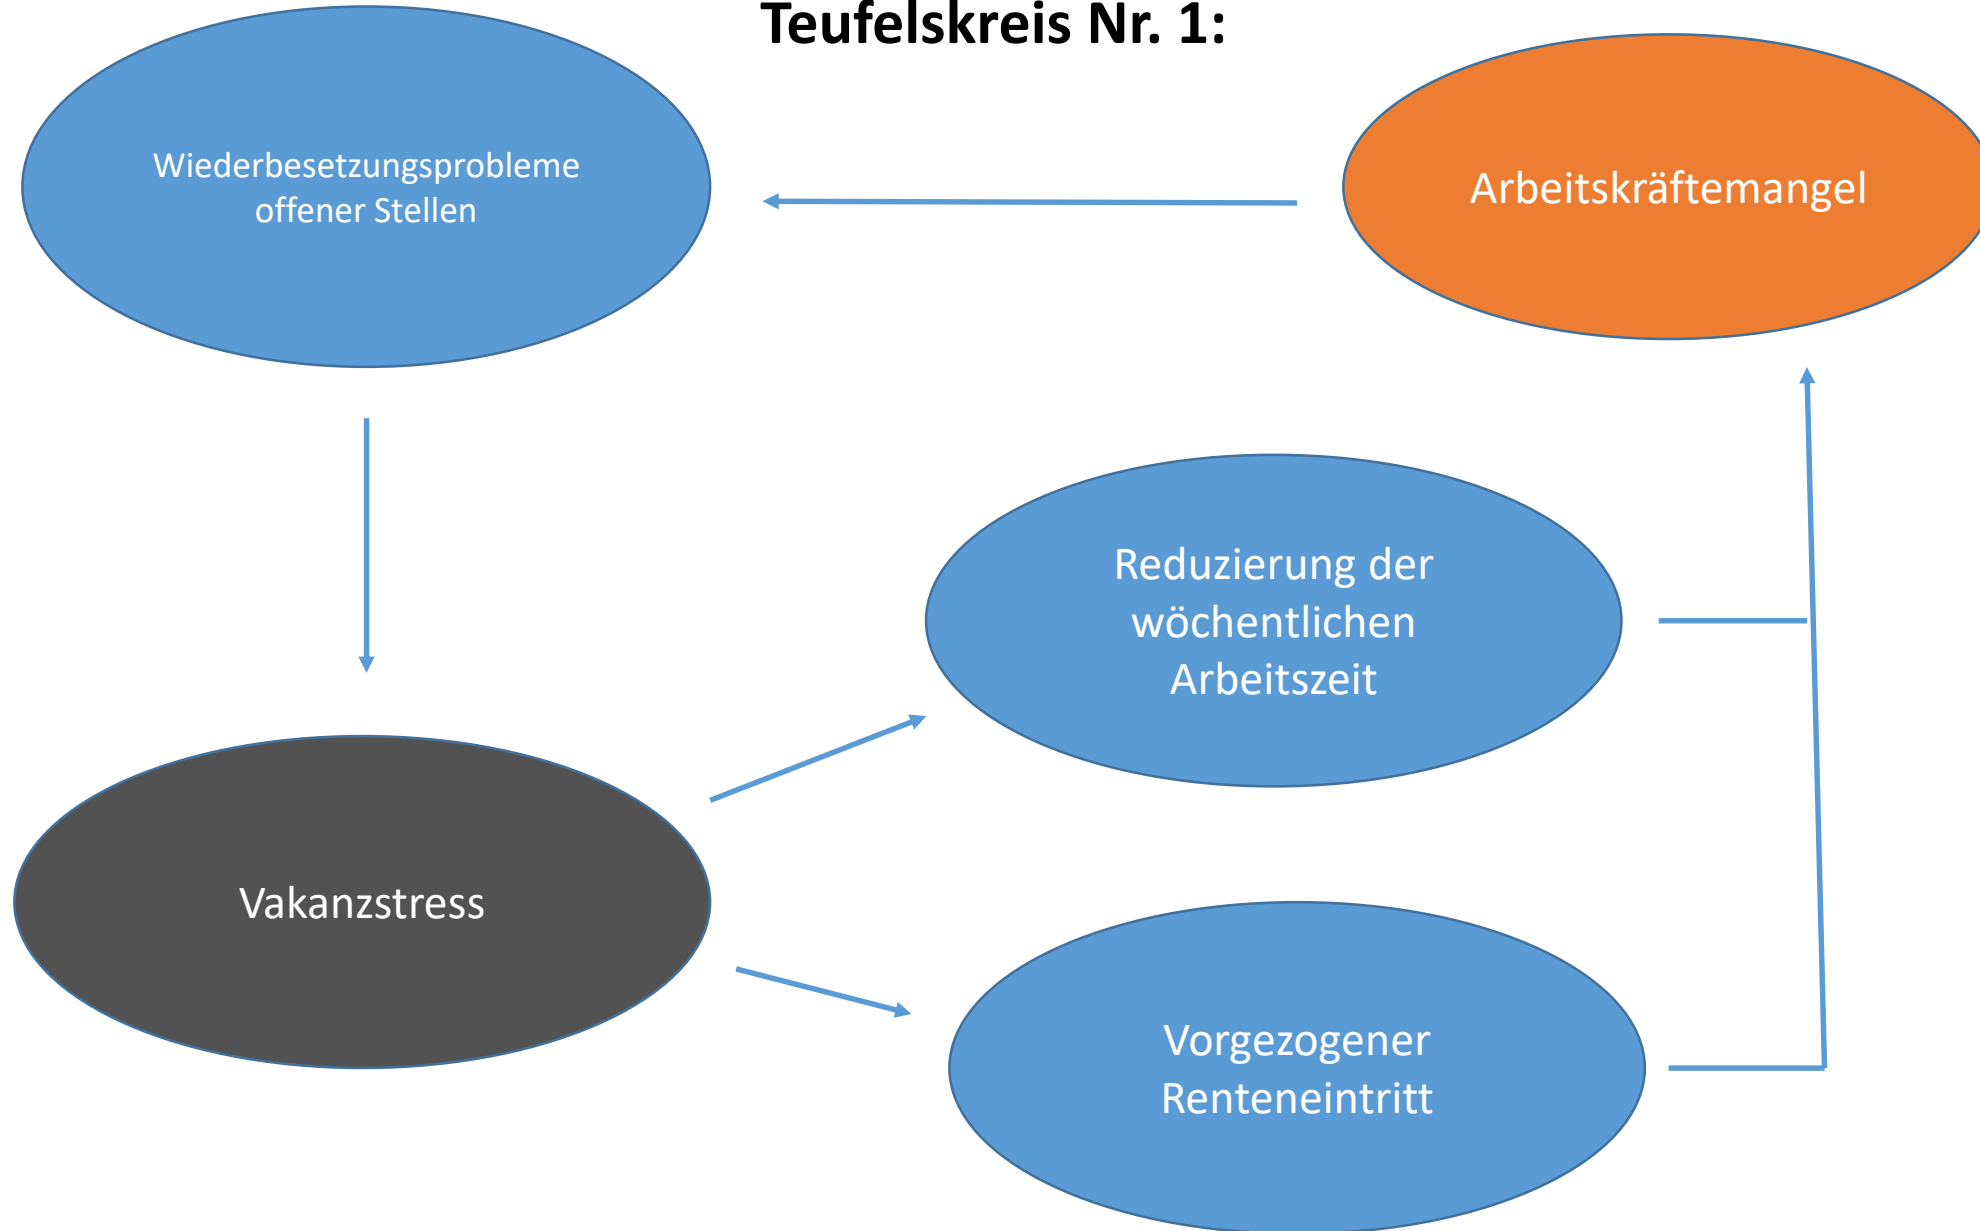 Teufelskreis Nr. 1:
Wiederbesetzungsprobleme
offener Stellen
Arbeitskräftemangel
Reduzierung der
wöchentlichen
Arbeitszeit
Vakanzstress
Vorgezogener
Renteneintritt